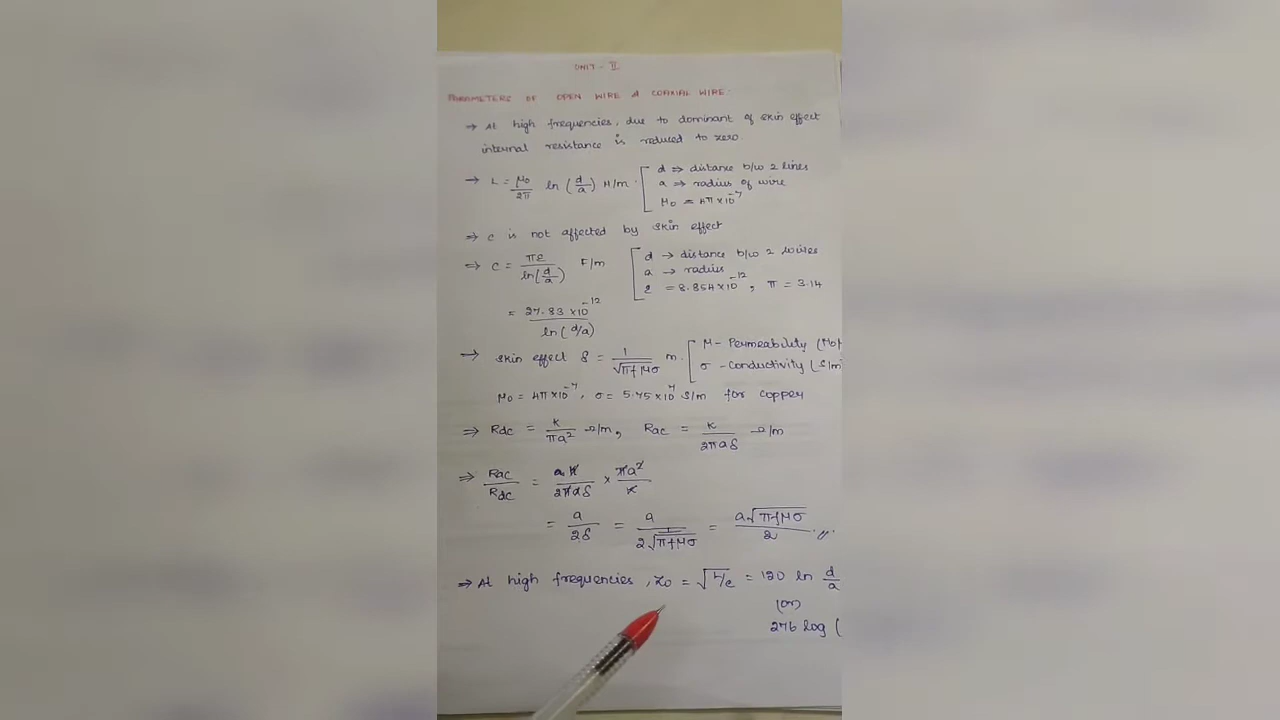 UNIT - II
PARAMETERS OF OPEN WIRE & COAXIAL WIRE:
⇒ At high frequencies, due to dominant of skin effect
internal resistance is reduced to zero
⇒ L = μ0/2π ln (d/a) H/m. [ d ⇒ distance b/w 2 lines
a ⇒ radius of wire
μ0 = 4π×10^-7
⇒ C is not affected by skin effect
⇒ C = πε/ln(d/a) F/m [ d → distance b/w 2 wires
a → radius
ε = 8.854×10^-12, π = 3.14
= 27.83×10^-12/ln(d/a)
⇒ skin effect δ = 1/√πfμσ m. [ μ - Permeability (μ0)
σ - Conductivity (S/m
μ0 = 4π×10^-7, σ = 5.75×10^7 S/m for copper
⇒ Rdc = K/πa² Ω/m, Rac = K/2πaδ Ω/m
⇒ Rac/Rdc = K/2πaδ × πa²/K
= a/2δ = a/2 1/√πfμσ = a√πfμσ/2 //.
⇒ At high frequencies, Z0 = √L/C = 120 ln d/a
(or)
276 log (